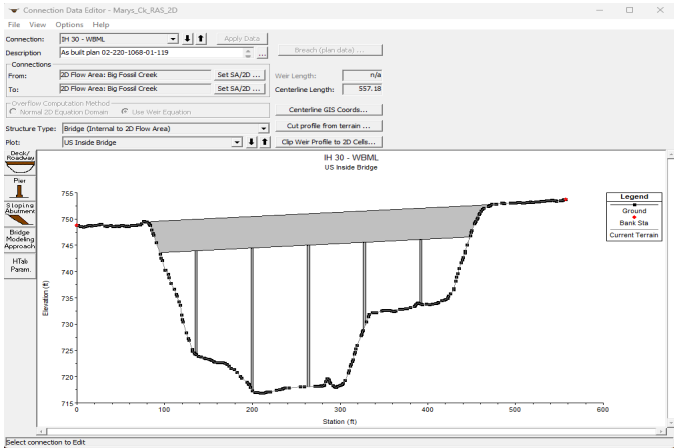 Connection Data Editor - Marys_Ck_RAS_2D
File View Options Help
Connection: IH 30 - WBML Apply Data
Description As built plan 02-220-1068-01-119 ... Breach (plan data) ...
Connections
From: 2D Flow Area: Big Fossil Creek Set SA/2D ... Weir Length: n/a
To: 2D Flow Area: Big Fossil Creek Set SA/2D ... Centerline Length: 557.18
Overflow Computation Method
Normal 2D Equation Domain Use Weir Equation Centerline GIS Coords...
Structure Type: Bridge (Internal to 2D Flow Area) Cut profile from terrain ...
Plot: US Inside Bridge Clip Weir Profile to 2D Cells...
Deck/
Roadway
Pier
Sloping
Abutment
Bridge
Modeling
Approach
HTab
Param.
IH 30 - WBML
US Inside Bridge
755
750
745
740
735
730
725
720
715
Elevation (ft)
0 100 200 300 400 500 600
Station (ft)
Legend
Ground
Bank Sta
Current Terrain
Select connection to Edit